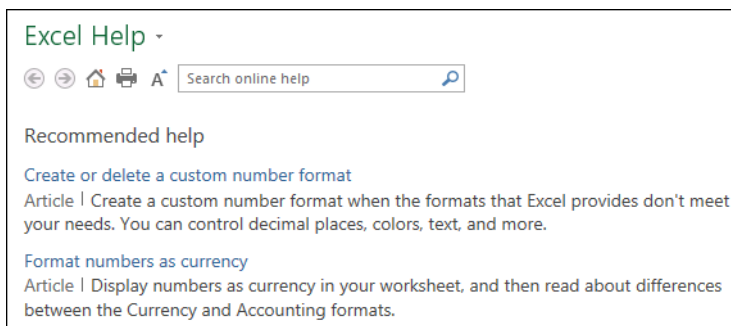 Excel Help
A
Search online help
Recommended help
Create or delete a custom number format
Article | Create a custom number format when the formats that Excel provides don't meet
your needs. You can control decimal places, colors, text, and more.
Format numbers as currency
Article | Display numbers as currency in your worksheet, and then read about differences
between the Currency and Accounting formats.